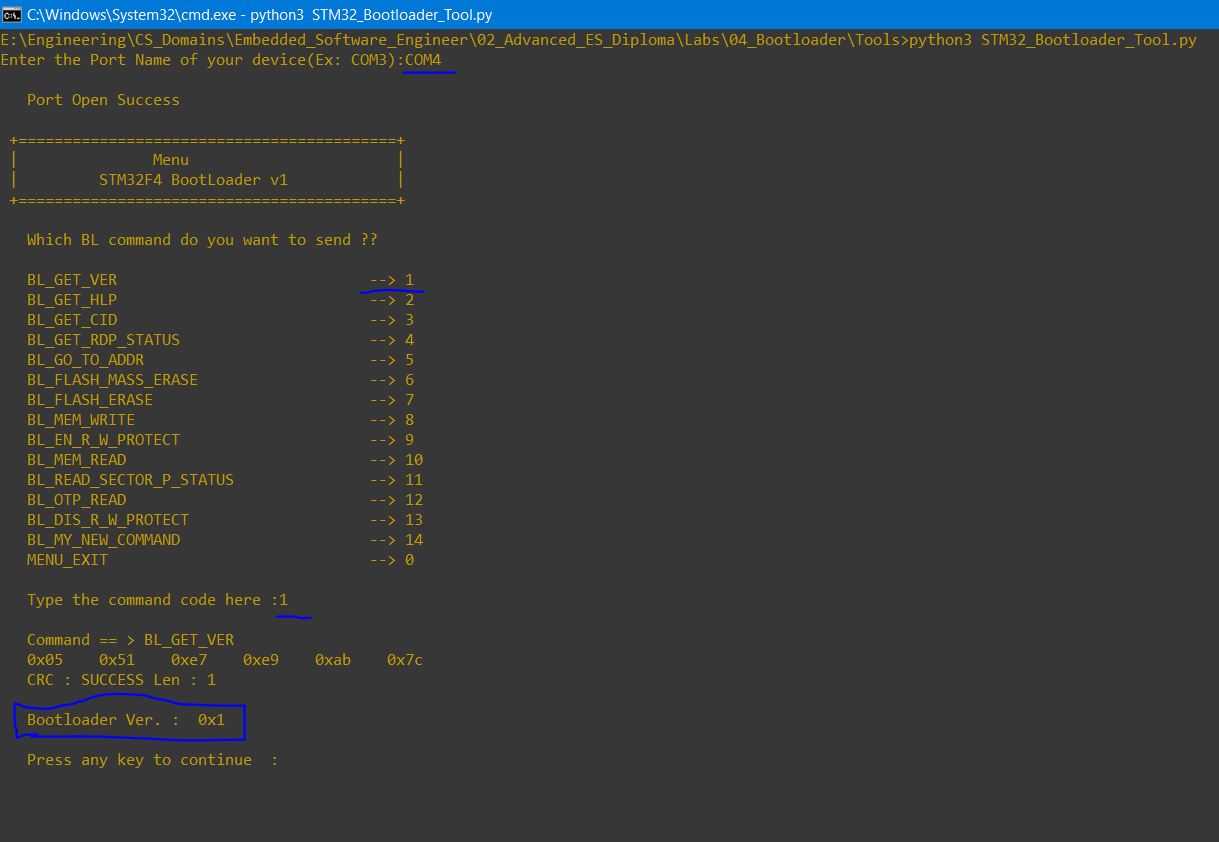 C:\Windows\System32\cmd.exe - python3 STM32_Bootloader_Tool.py
E:\Engineering\CS_Domains\Embedded_Software_Engineer\02_Advanced_ES_Diploma\Labs\04_Bootloader\Tools>python3 STM32_Bootloader_Tool.py
Enter the Port Name of your device(Ex: COM3):COM4
Port Open Success
+==========================================+
| Menu |
| STM32F4 BootLoader v1 |
+==========================================+
Which BL command do you want to send ??
BL_GET_VER --> 1
BL_GET_HLP --> 2
BL_GET_CID --> 3
BL_GET_RDP_STATUS --> 4
BL_GO_TO_ADDR --> 5
BL_FLASH_MASS_ERASE --> 6
BL_FLASH_ERASE --> 7
BL_MEM_WRITE --> 8
BL_EN_R_W_PROTECT --> 9
BL_MEM_READ --> 10
BL_READ_SECTOR_P_STATUS --> 11
BL_OTP_READ --> 12
BL_DIS_R_W_PROTECT --> 13
BL_MY_NEW_COMMAND --> 14
MENU_EXIT --> 0
Type the command code here :1
Command == > BL_GET_VER
0x05 0x51 0xe7 0xe9 0xab 0x7c
CRC : SUCCESS Len : 1
Bootloader Ver. : 0x1
Press any key to continue :